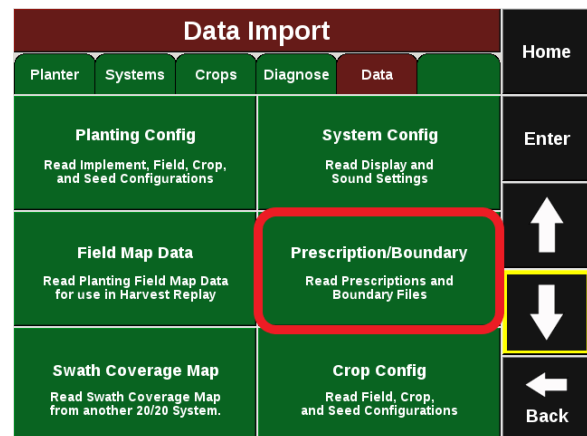 Data Import
Home
Planter
Systems
Crops
Diagnose
Data
Planting Config
Read Implement, Field, Crop,
and Seed Configurations
System Config
Read Display and
Sound Settings
Enter
Field Map Data
Read Planting Field Map Data
for use in Harvest Replay
Prescription/Boundary
Read Prescriptions and
Boundary Files
Swath Coverage Map
Read Swath Coverage Map
from another 20/20 System.
Crop Config
Read Field, Crop,
and Seed Configurations
Back